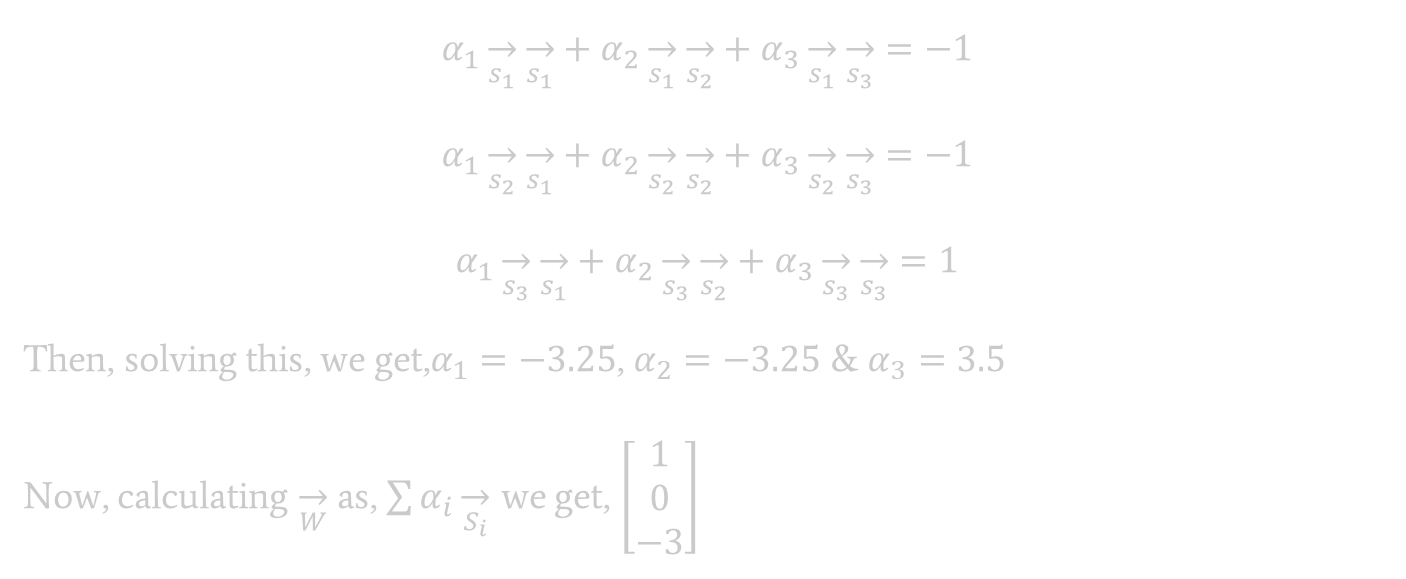 α₁ →s₁ →s₁ + α₂ →s₁ →s₂ + α₃ →s₁ →s₃ = −1
α₁ →s₂ →s₁ + α₂ →s₂ →s₂ + α₃ →s₂ →s₃ = −1
α₁ →s₃ →s₁ + α₂ →s₃ →s₂ + α₃ →s₃ →s₃ = 1
Then, solving this, we get,α₁ = −3.25, α₂ = −3.25 & α₃ = 3.5
Now, calculating →W as, ∑ αᵢ →Sᵢ we get, [1 0 −3]